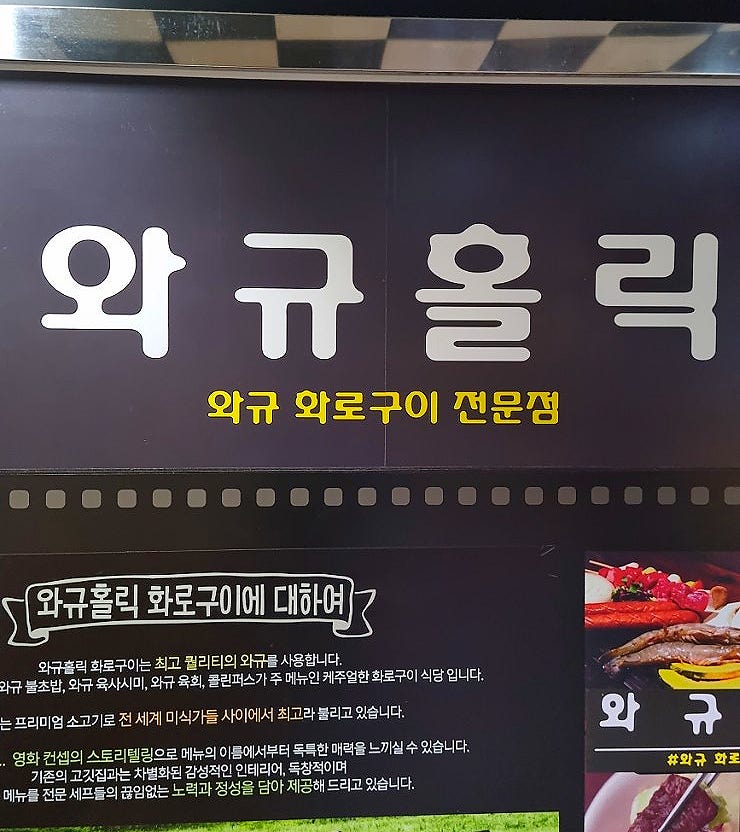 와규홀릭
와규 화로구이 전문점
와규홀릭 화로구이에 대하여
와규홀릭 화로구이는 최고 퀄리티의 와규를 사용합니다.
와규 불초밥, 와규 육사시미, 와규 육회, 콜린퍼스가 주 메뉴인 케주얼한 화로구이 식당 입니다.
는 프리미엄 소고기로 전 세계 미식가들 사이에서 최고라 불리고 있습니다.
.. 영화 컨셉의 스토리텔링으로 메뉴의 이름에서부터 독특한 매력을 느끼실 수 있습니다.
기존의 고깃집과는 차별화된 감성적인 인테리어, 독창적이며
메뉴를 전문 셰프들의 끊임없는 노력과 정성을 담아 제공해 드리고 있습니다.
와 규
#와규 화로